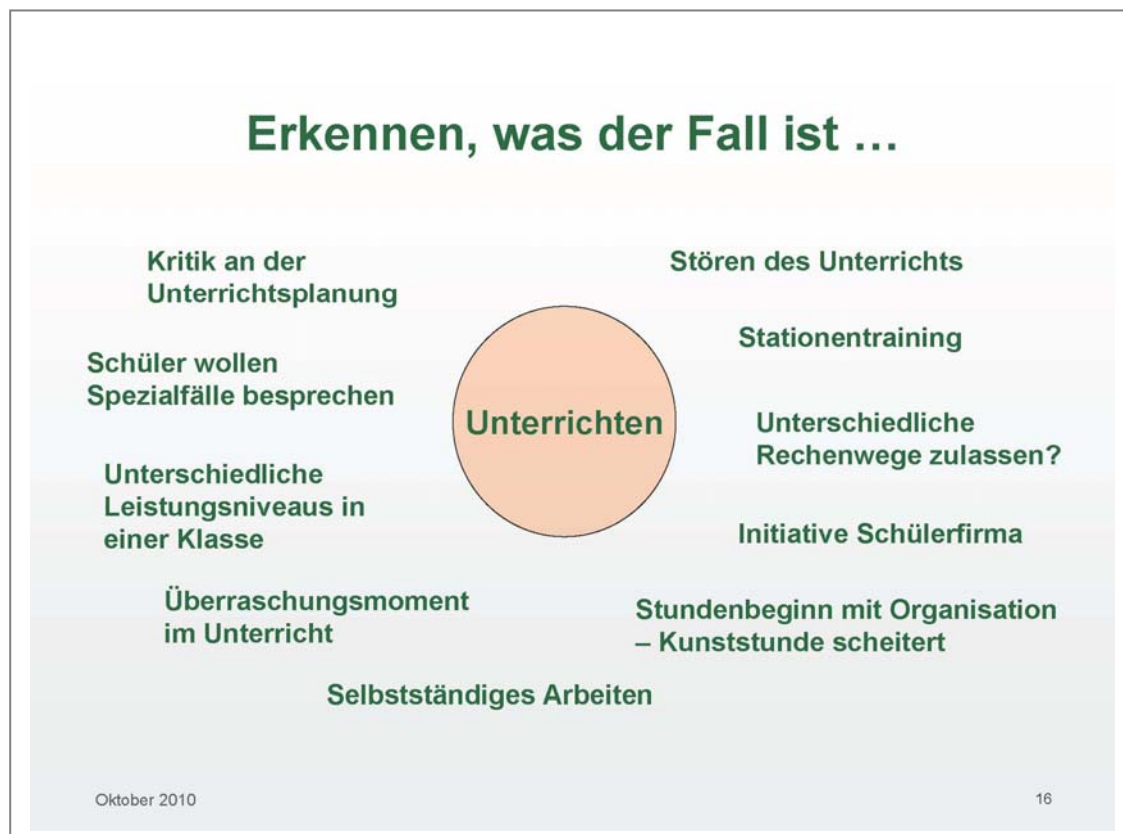 Erkennen, was der Fall ist ...
Kritik an der
Unterrichtsplanung
Stören des Unterrichts
Stationentraining
Schüler wollen
Spezialfälle besprechen
Unterrichten
Unterschiedliche
Rechenwege zulassen?
Unterschiedliche
Leistungsniveaus in
einer Klasse
Initiative Schülerfirma
Überraschungsmoment
im Unterricht
Stundenbeginn mit Organisation
– Kunststunde scheitert
Selbstständiges Arbeiten
Oktober 2010
16